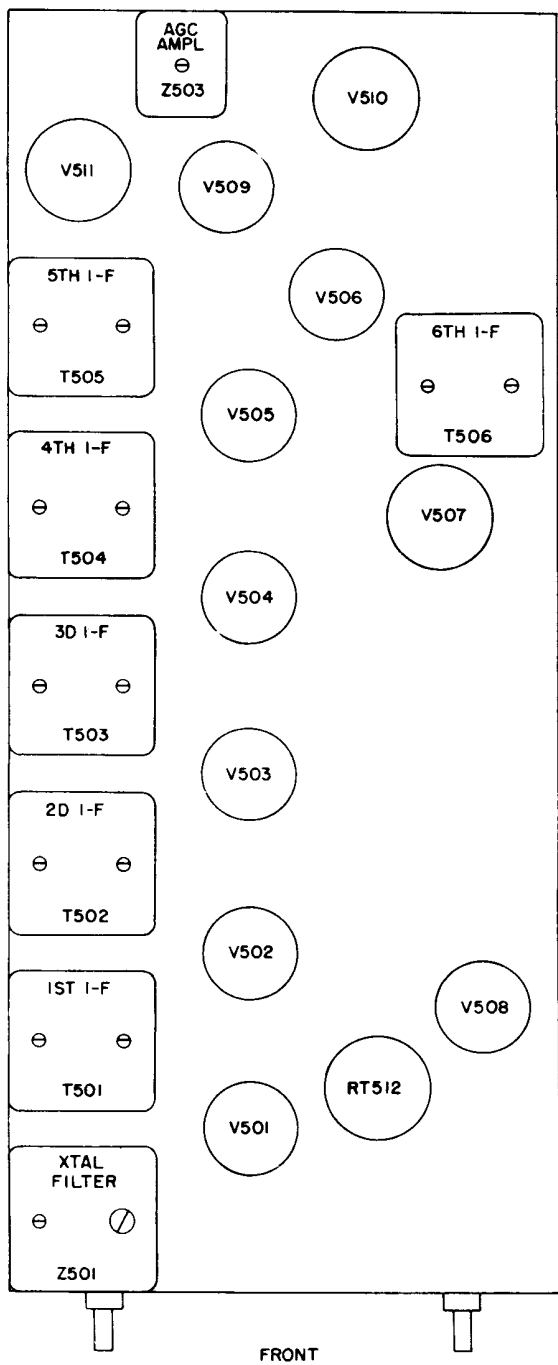 AGC
AMPL
Z503
V510
V511
V509
5TH I-F
T505
V506
6TH I-F
T506
V505
4TH I-F
T504
V507
V504
3D I-F
T503
V503
2D I-F
T502
V502
1ST I-F
T501
V508
RT512
V501
XTAL
FILTER
Z501
FRONT